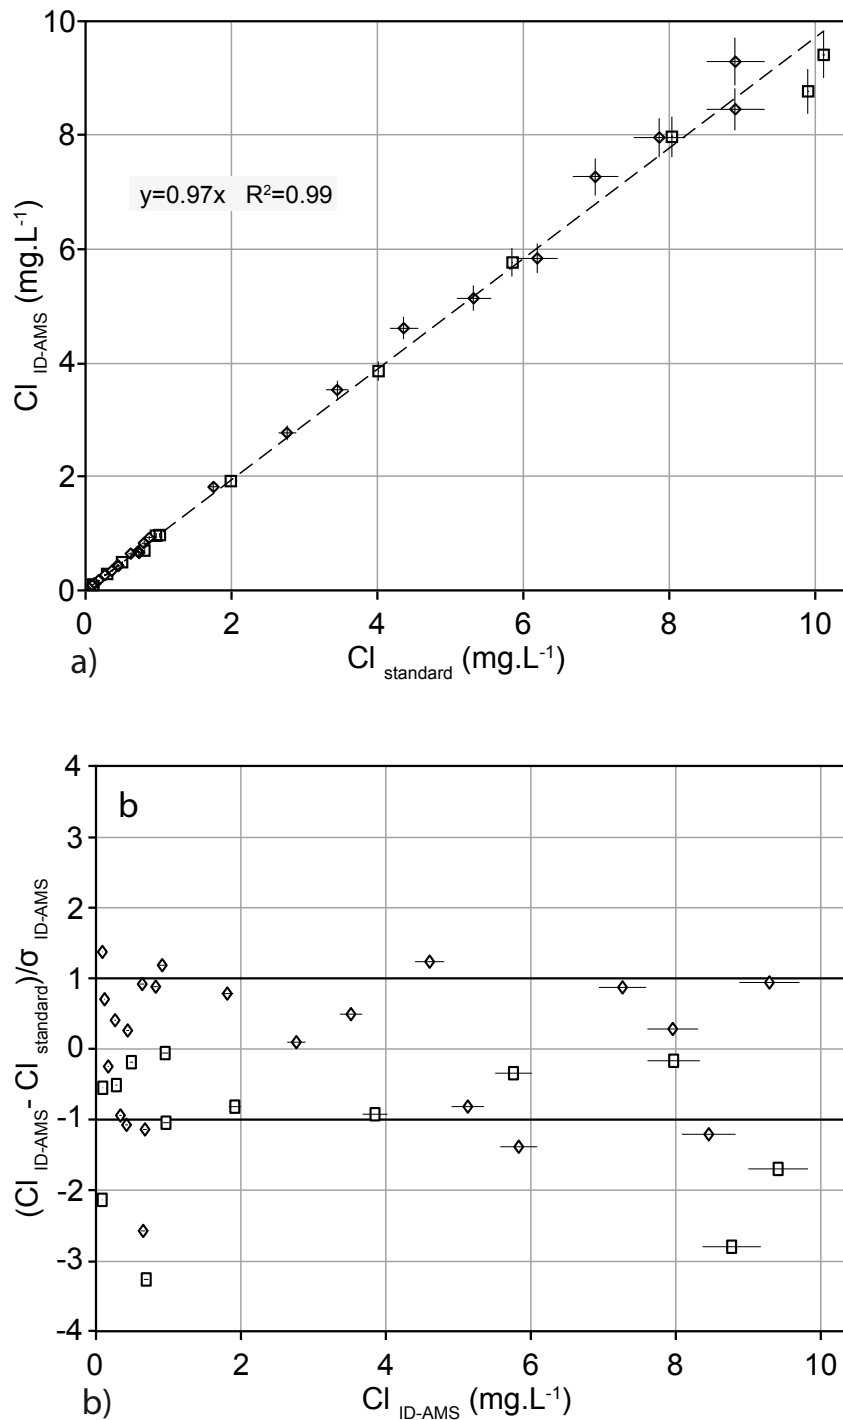 10
8
6
4
2
0
Cl ID-AMS (mg.L-1)
y=0.97x R2=0.99
0 2 4 6 8 10
a)
Cl standard (mg.L-1)
4
3
2
1
0
-1
-2
-3
-4
(Cl ID-AMS - Cl standard)/σ ID-AMS
b
0 2 4 6 8 10
b)
Cl ID-AMS (mg.L-1)